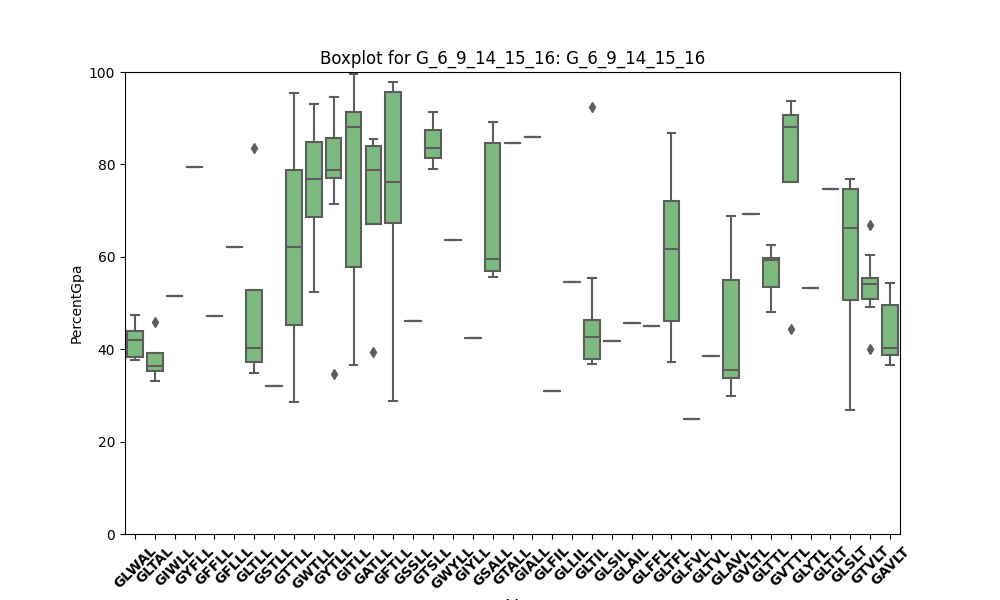 Boxplot for G_6_9_14_15_16: G_6_9_14_15_16
PercentGpa
100
80
60
40
20
0
GLWAL
GLTAL
GIWLL
GYFLL
GFFLL
GFLLL
GLTLL
GSTLL
GTTLL
GWTLL
GYTLL
GITLL
GATLL
GFTLL
GSSLL
GTSLL
GWYLL
GIYLL
GSALL
GTALL
GIALL
GLFIL
GLLIL
GLTIL
GLSIL
GLAIL
GLFFL
GLTFL
GLFVL
GLTVL
GLAVL
GVLTL
GLTTL
GVTTL
GLYTL
GLTLT
GLSLT
GTVLT
GAVLT